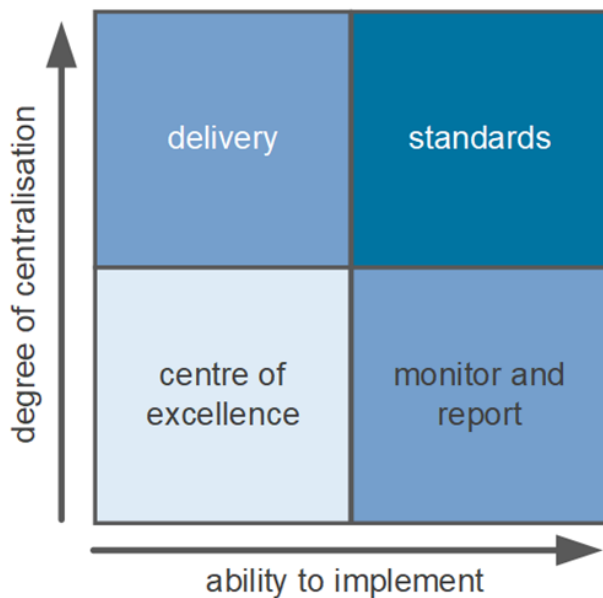 degree of centralisation
delivery
standards
centre of
excellence
monitor and
report
ability to implement